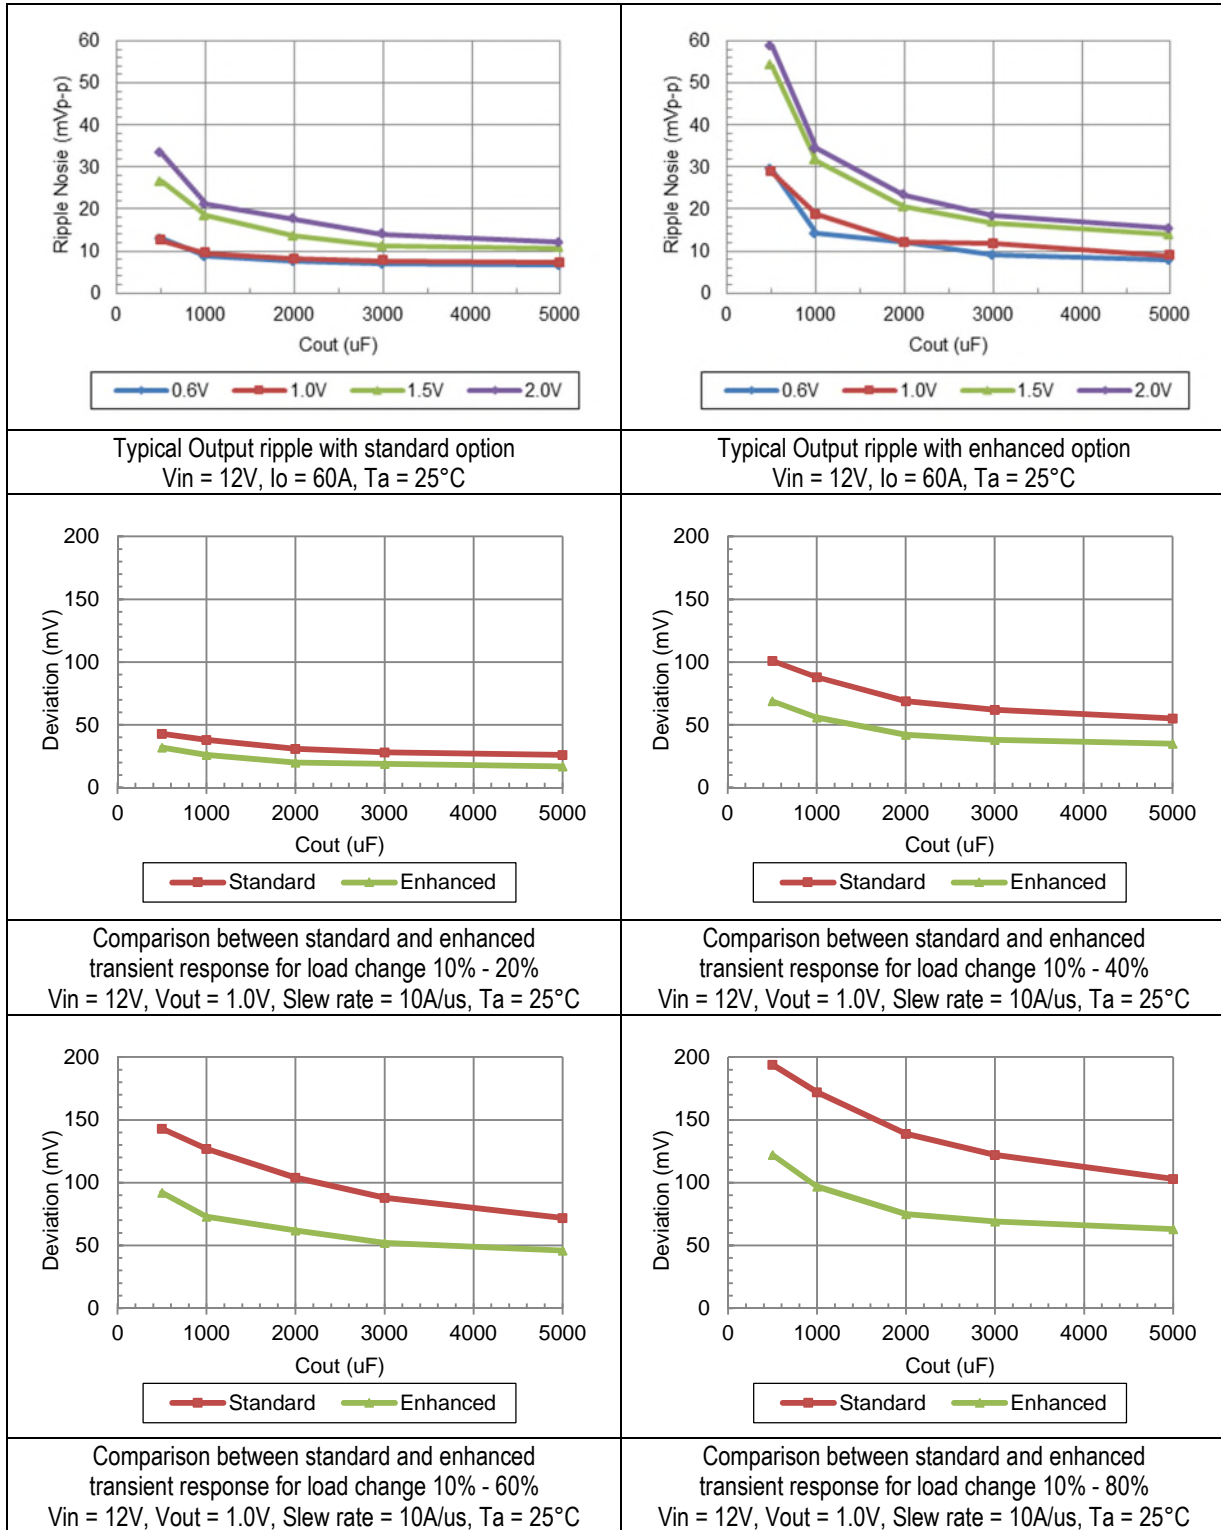 60
50
40
30
20
10
0
Ripple Nosie (mVp-p)
0 1000 2000 3000 4000 5000
Cout (uF)
0.6V 1.0V 1.5V 2.0V
Typical Output ripple with standard option
Vin = 12V, Io = 60A, Ta = 25°C
60
50
40
30
20
10
0
Ripple Nosie (mVp-p)
0 1000 2000 3000 4000 5000
Cout (uF)
0.6V 1.0V 1.5V 2.0V
Typical Output ripple with enhanced option
Vin = 12V, Io = 60A, Ta = 25°C
200
150
100
50
0
Deviation (mV)
0 1000 2000 3000 4000 5000
Cout (uF)
Standard Enhanced
Comparison between standard and enhanced
transient response for load change 10% - 20%
Vin = 12V, Vout = 1.0V, Slew rate = 10A/us, Ta = 25°C
200
150
100
50
0
Deviation (mV)
0 1000 2000 3000 4000 5000
Cout (uF)
Standard Enhanced
Comparison between standard and enhanced
transient response for load change 10% - 40%
Vin = 12V, Vout = 1.0V, Slew rate = 10A/us, Ta = 25°C
200
150
100
50
0
Deviation (mV)
0 1000 2000 3000 4000 5000
Cout (uF)
Standard Enhanced
Comparison between standard and enhanced
transient response for load change 10% - 60%
Vin = 12V, Vout = 1.0V, Slew rate = 10A/us, Ta = 25°C
200
150
100
50
0
Deviation (mV)
0 1000 2000 3000 4000 5000
Cout (uF)
Standard Enhanced
Comparison between standard and enhanced
transient response for load change 10% - 80%
Vin = 12V, Vout = 1.0V, Slew rate = 10A/us, Ta = 25°C